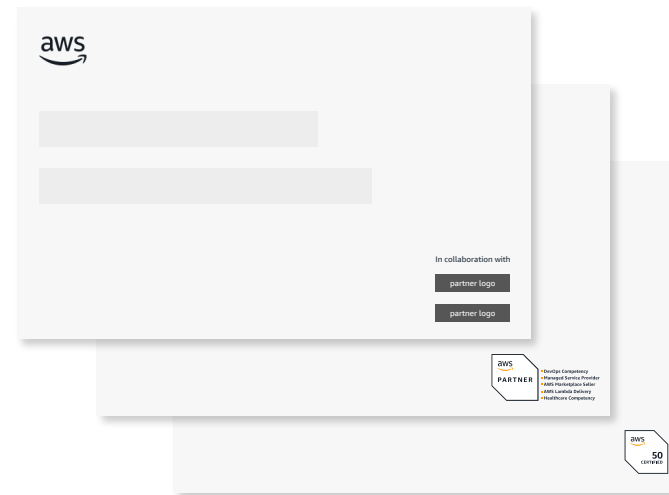 aws
In collaboration with
partner logo
partner logo
aws
PARTNER
DevOps Competency
Managed Service Provider
AWS Marketplace Seller
AWS Lambda Delivery
Healthcare Competency
aws
50
CERTIFIED